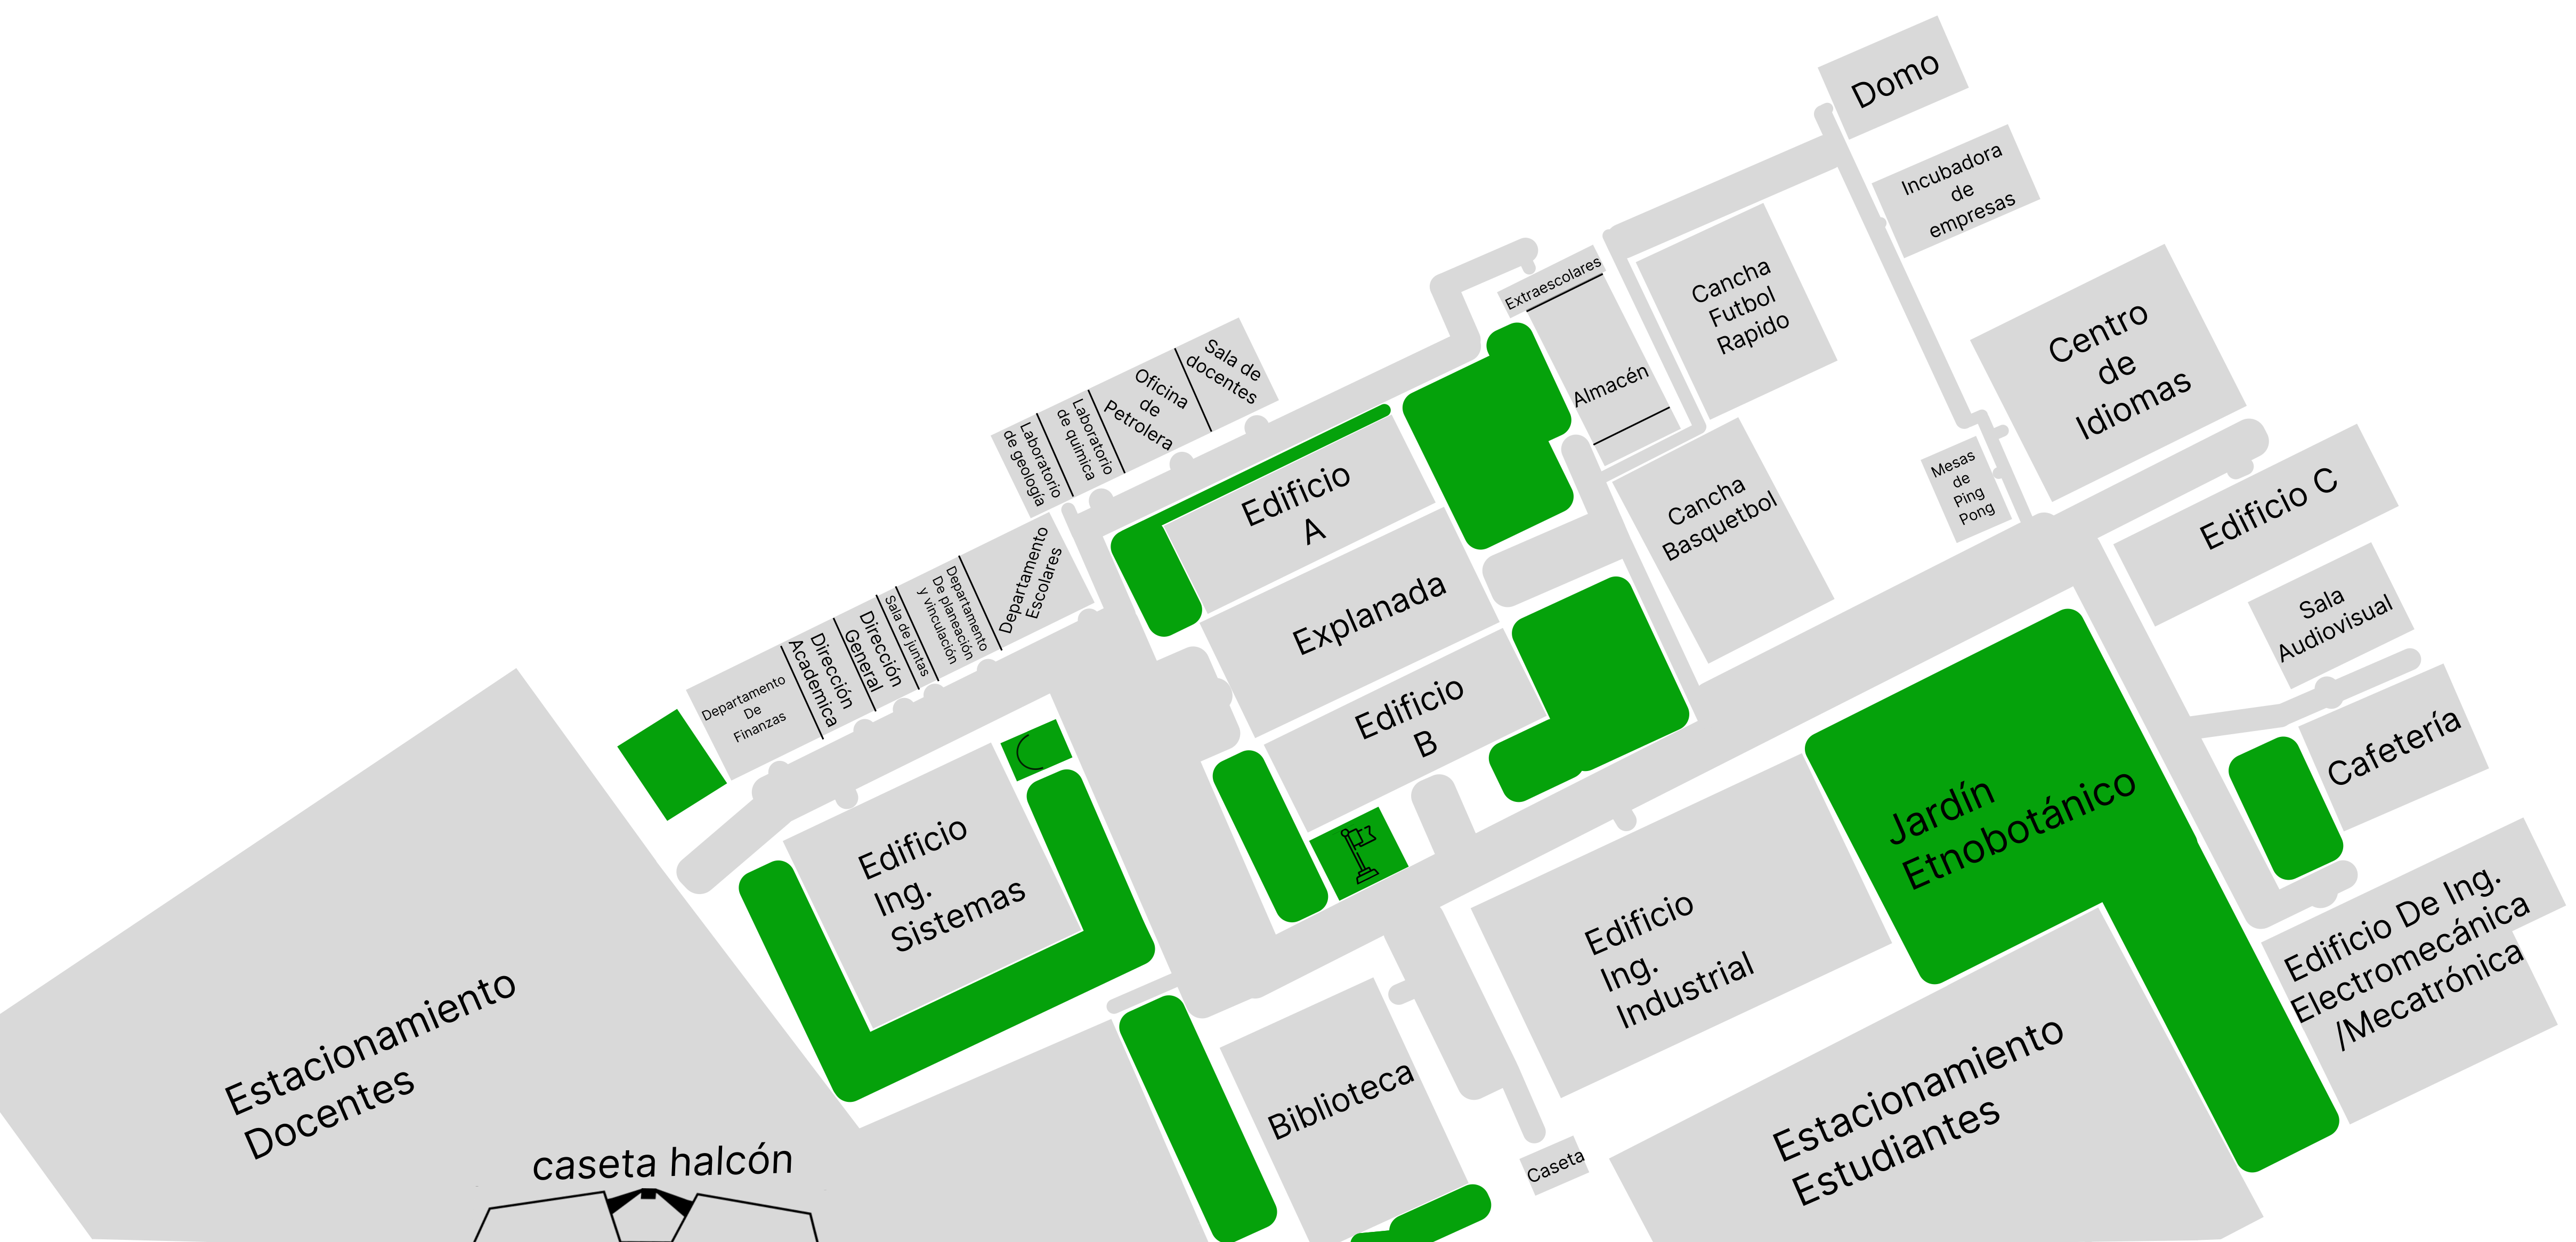 Domo
Incubadora
de
empresas
Extraescolares
Cancha
Futbol
Rapido
Almacén
Centro
de
Idiomas
Sala de
docentes
Oficina
de
Petrolera
Laboratorio
de química
Laboratorio
de geología
Edificio
A
Cancha
Basquetbol
Mesas
de
Ping
Pong
Edificio C
Departamento
Escolares
Departamento
De planeación
y vinculación
Sala de juntas
Dirección
General
Dirección
Academica
Departamento
De
Finanzas
Explanada
Sala
Audiovisual
Edificio
B
Cafetería
Jardín
Etnobotánico
Edificio
Ing.
Sistemas
Edificio
Ing.
Industrial
Edificio De Ing.
Electromecánica
/Mecatrónica
Estacionamiento
Docentes
Biblioteca
Estacionamiento
Estudiantes
Caseta
caseta halcón